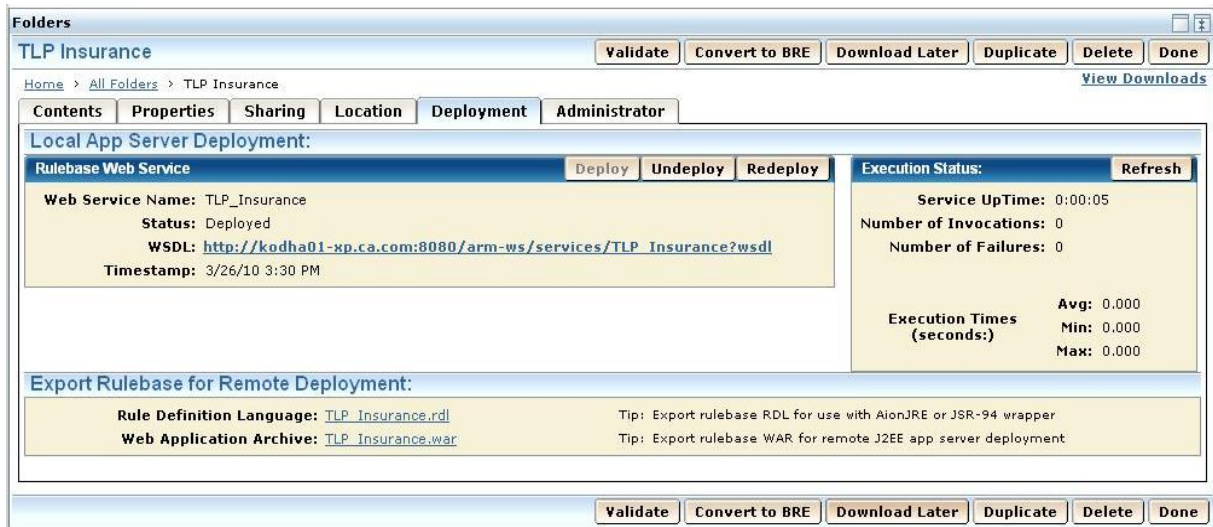 Folders
TLP Insurance
Validate Convert to BRE Download Later Duplicate Delete Done
Home > All Folders > TLP Insurance
View Downloads
Contents Properties Sharing Location Deployment Administrator
Local App Server Deployment:
Rulebase Web Service
Deploy Undeploy Redeploy
Web Service Name: TLP_Insurance
Status: Deployed
WSDL: http://kodha01-xp.ca.com:8080/arm-ws/services/TLP_Insurance?wsdl
Timestamp: 3/26/10 3:30 PM
Execution Status:
Refresh
Service UpTime: 0:00:05
Number of Invocations: 0
Number of Failures: 0
Execution Times
(seconds:)
Avg: 0.000
Min: 0.000
Max: 0.000
Export Rulebase for Remote Deployment:
Rule Definition Language: TLP_Insurance.rdl
Tip: Export rulebase RDL for use with AionJRE or JSR-94 wrapper
Web Application Archive: TLP_Insurance.war
Tip: Export rulebase WAR for remote J2EE app server deployment
Validate Convert to BRE Download Later Duplicate Delete Done